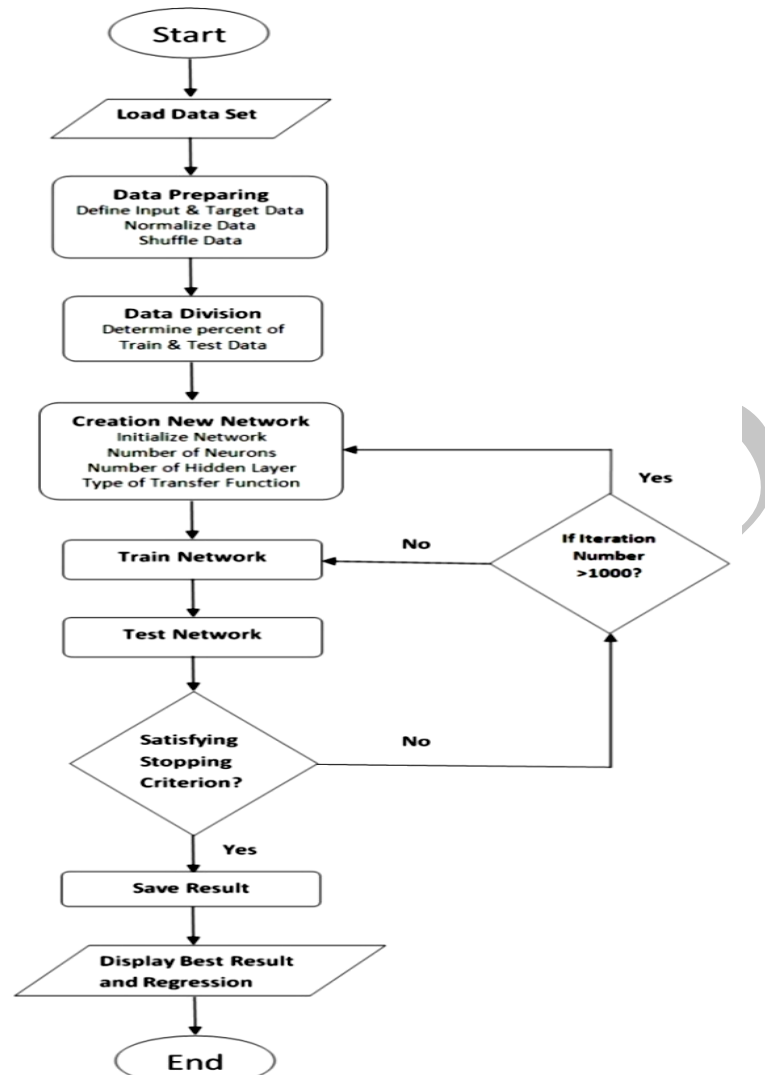 Start
Load Data Set
Data Preparing
Define Input & Target Data
Normalize Data
Shuffle Data
Data Division
Determine percent of
Train & Test Data
Creation New Network
Initialize Network
Number of Neurons
Number of Hidden Layer
Type of Transfer Function
Yes
If Iteration
Number
>1000?
No
Train Network
Test Network
Satisfying
Stopping
Criterion?
No
Yes
Save Result
Display Best Result
and Regression
End